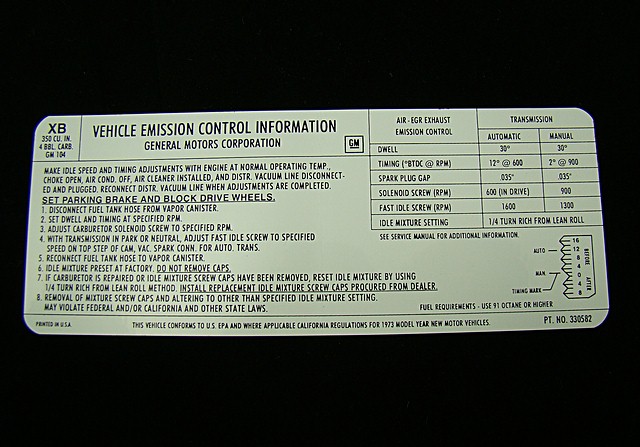 XB
350 CU. IN.
4 BBL. CARB.
GM 104
VEHICLE EMISSION CONTROL INFORMATION
GENERAL MOTORS CORPORATION
GM
MAKE IDLE SPEED AND TIMING ADJUSTMENTS WITH ENGINE AT NORMAL OPERATING TEMP.,
CHOKE OPEN, AIR COND. OFF, AIR CLEANER INSTALLED, AND DISTR. VACUUM LINE DISCONNECT-
ED AND PLUGGED. RECONNECT DISTR. VACUUM LINE WHEN ADJUSTMENTS ARE COMPLETED.
SET PARKING BRAKE AND BLOCK DRIVE WHEELS.
1. DISCONNECT FUEL TANK HOSE FROM VAPOR CANISTER.
2. SET DWELL AND TIMING AT SPECIFIED RPM.
3. ADJUST CARBURETOR SOLENOID SCREW TO SPECIFIED RPM.
4. WITH TRANSMISSION IN PARK OR NEUTRAL, ADJUST FAST IDLE SCREW TO SPECIFIED
SPEED ON TOP STEP OF CAM, VAC. SPARK CONN. FOR AUTO. TRANS.
5. RECONNECT FUEL TANK HOSE TO VAPOR CANISTER.
6. IDLE MIXTURE PRESET AT FACTORY. DO NOT REMOVE CAPS.
7. IF CARBURETOR IS REPAIRED OR IDLE MIXTURE SCREW CAPS HAVE BEEN REMOVED, RESET IDLE MIXTURE BY USING
1/4 TURN RICH FROM LEAN ROLL METHOD. INSTALL REPLACEMENT IDLE MIXTURE SCREW CAPS PROCURED FROM DEALER.
8. REMOVAL OF MIXTURE SCREW CAPS AND ALTERING TO OTHER THAN SPECIFIED IDLE MIXTURE SETTING.
MAY VIOLATE FEDERAL AND/OR CALIFORNIA AND OTHER STATE LAWS.
AIR - EGR EXHAUST
EMISSION CONTROL
TRANSMISSION
AUTOMATIC MANUAL
DWELL 30° 30°
TIMING (°BTDC @ RPM) 12° @ 600 2° @ 900
SPARK PLUG GAP .035" .035"
SOLENOID SCREW (RPM) 600 (IN DRIVE) 900
FAST IDLE SCREW (RPM) 1600 1300
IDLE MIXTURE SETTING 1/4 TURN RICH FROM LEAN ROLL
SEE SERVICE MANUAL FOR ADDITIONAL INFORMATION.
16
AUTO 12
8
4
MAN. 0
4
TIMING MARK 8
BEFORE
AFTER
FUEL REQUIREMENTS - USE 91 OCTANE OR HIGHER
PRINTED IN U.S.A. THIS VEHICLE CONFORMS TO U.S. EPA AND WHERE APPLICABLE CALIFORNIA REGULATIONS FOR 1973 MODEL YEAR NEW MOTOR VEHICLES. PT. NO. 330582